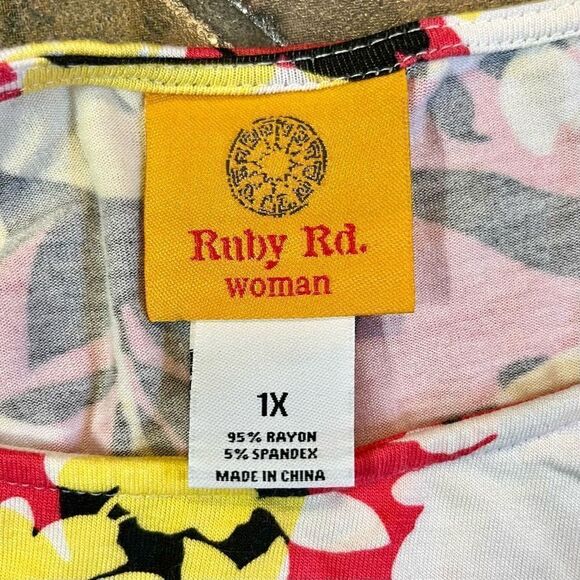 Ruby Rd.
woman
1X
95% RAYON
5% SPANDEX
MADE IN CHINA